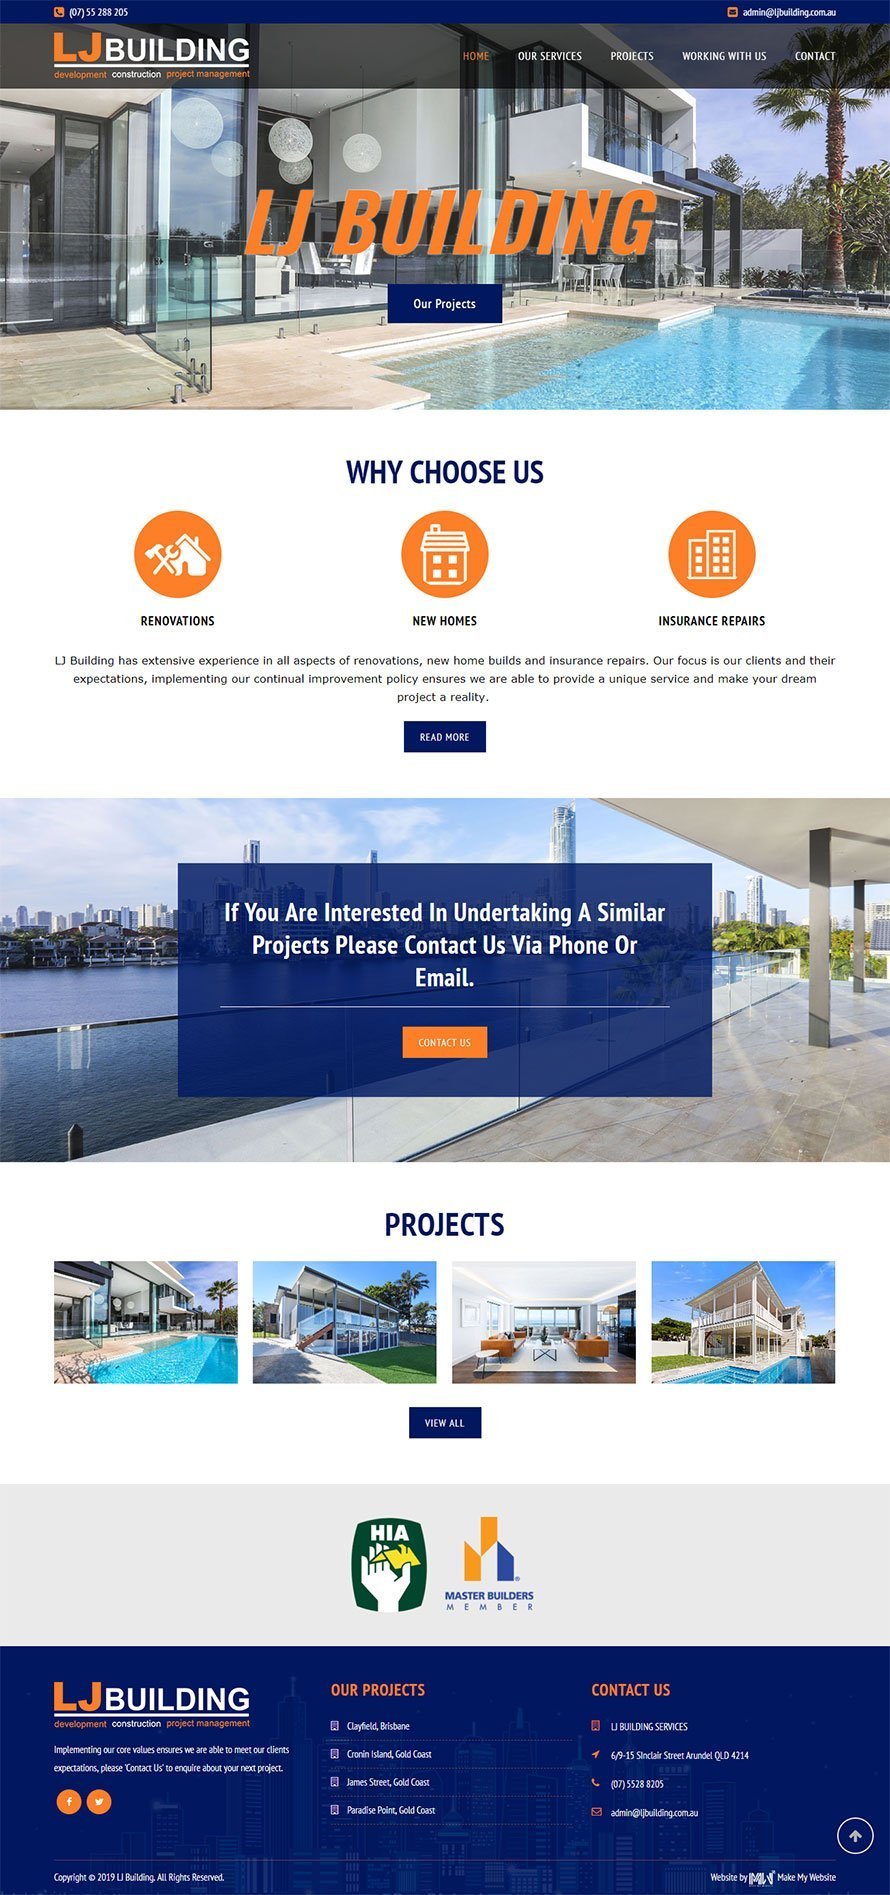 (07) 55 288 205
admin@ljbuilding.com.au
LJ BUILDING
development construction project management
HOME OUR SERVICES PROJECTS WORKING WITH US CONTACT
LJ BUILDING
Our Projects
WHY CHOOSE US
RENOVATIONS
NEW HOMES
INSURANCE REPAIRS
LJ Building has extensive experience in all aspects of renovations, new home builds and insurance repairs. Our focus is our clients and their
expectations, implementing our continual improvement policy ensures we are able to provide a unique service and make your dream
project a reality.
READ MORE
If You Are Interested In Undertaking A Similar
Projects Please Contact Us Via Phone Or
Email.
CONTACT US
PROJECTS
VIEW ALL
HIA
MASTER BUILDERS
MEMBER
LJ BUILDING
development construction project management
Implementing our core values ensures we are able to meet our clients
expectations, please 'Contact Us' to enquire about your next project.
OUR PROJECTS
Clayfield, Brisbane
Cronin Island, Gold Coast
James Street, Gold Coast
Paradise Point, Gold Coast
CONTACT US
LJ BUILDING SERVICES
6/9-15 SInclair Street Arundel QLD 4214
(07) 5528 8205
admin@ljbuilding.com.au
Copyright © 2019 LJ Building. All Rights Reserved.
Website by MMW Make My Website